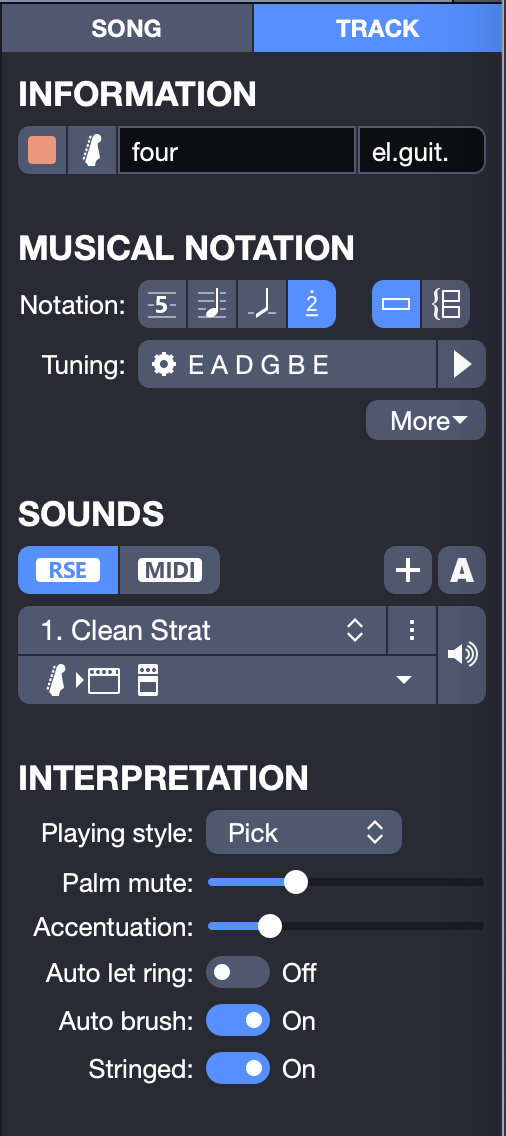 SONG TRACK
INFORMATION
four el.guit.
MUSICAL NOTATION
Notation: 5 2
Tuning: E A D G B E
More
SOUNDS
RSE MIDI + A
1. Clean Strat
INTERPRETATION
Playing style: Pick
Palm mute:
Accentuation:
Auto let ring: Off
Auto brush: On
Stringed: On